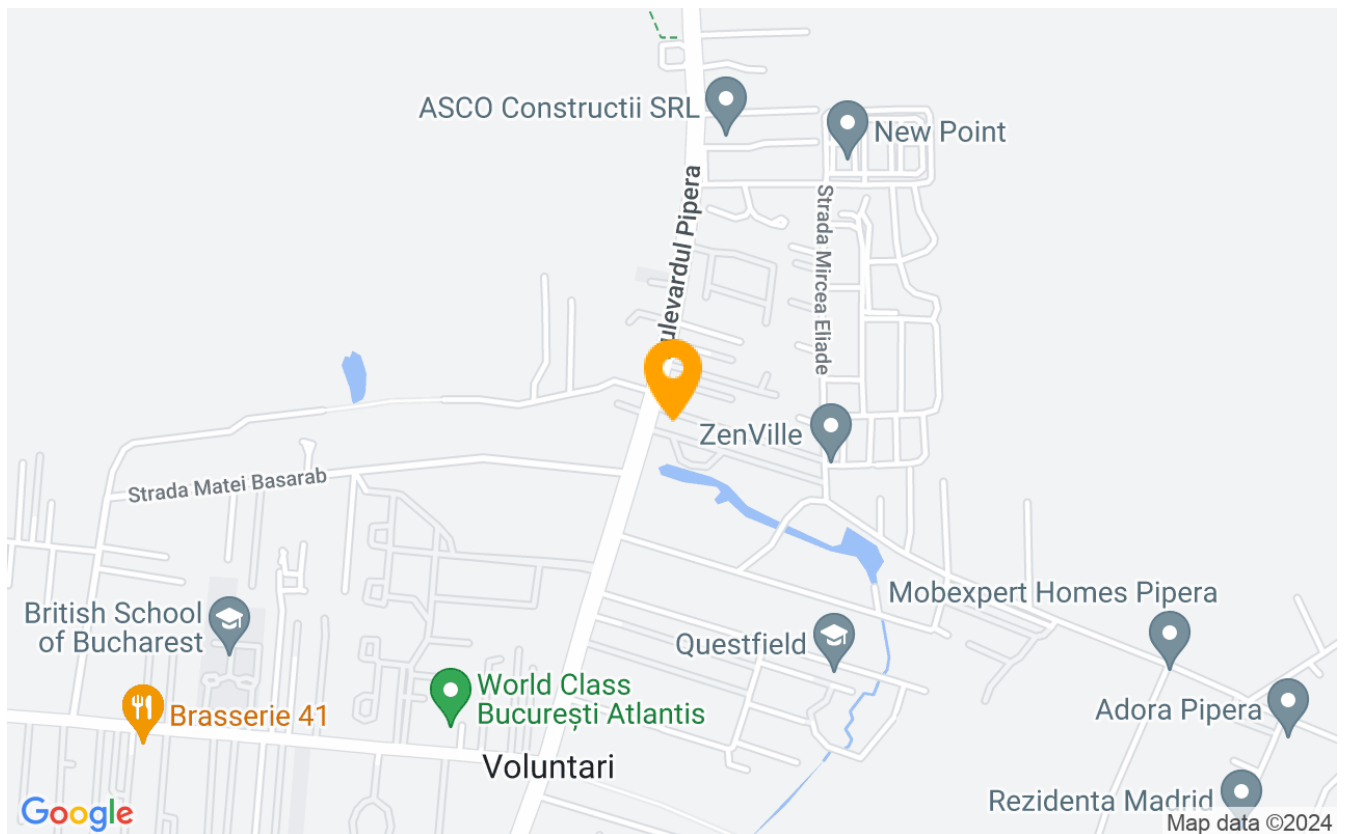 ASCO Constructii SRL
New Point
ulevardul Pipera
Strada Mircea Eliade
ZenVille
Strada Matei Basarab
Mobexpert Homes Pipera
British School
of Bucharest
Questfield
World Class
București Atlantis
Brasserie 41
Adora Pipera
Voluntari
Rezidenta Madrid
Google
Map data ©2024